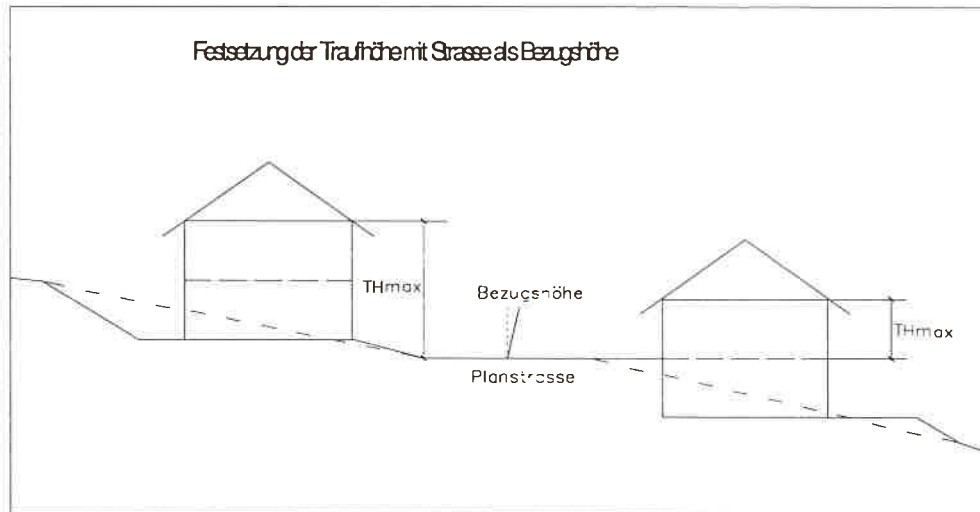 Festsetzung der Traufhöhe mit Strasse als Bezugshöhe
THmax
Bezugshöhe
THmax
Planstrasse